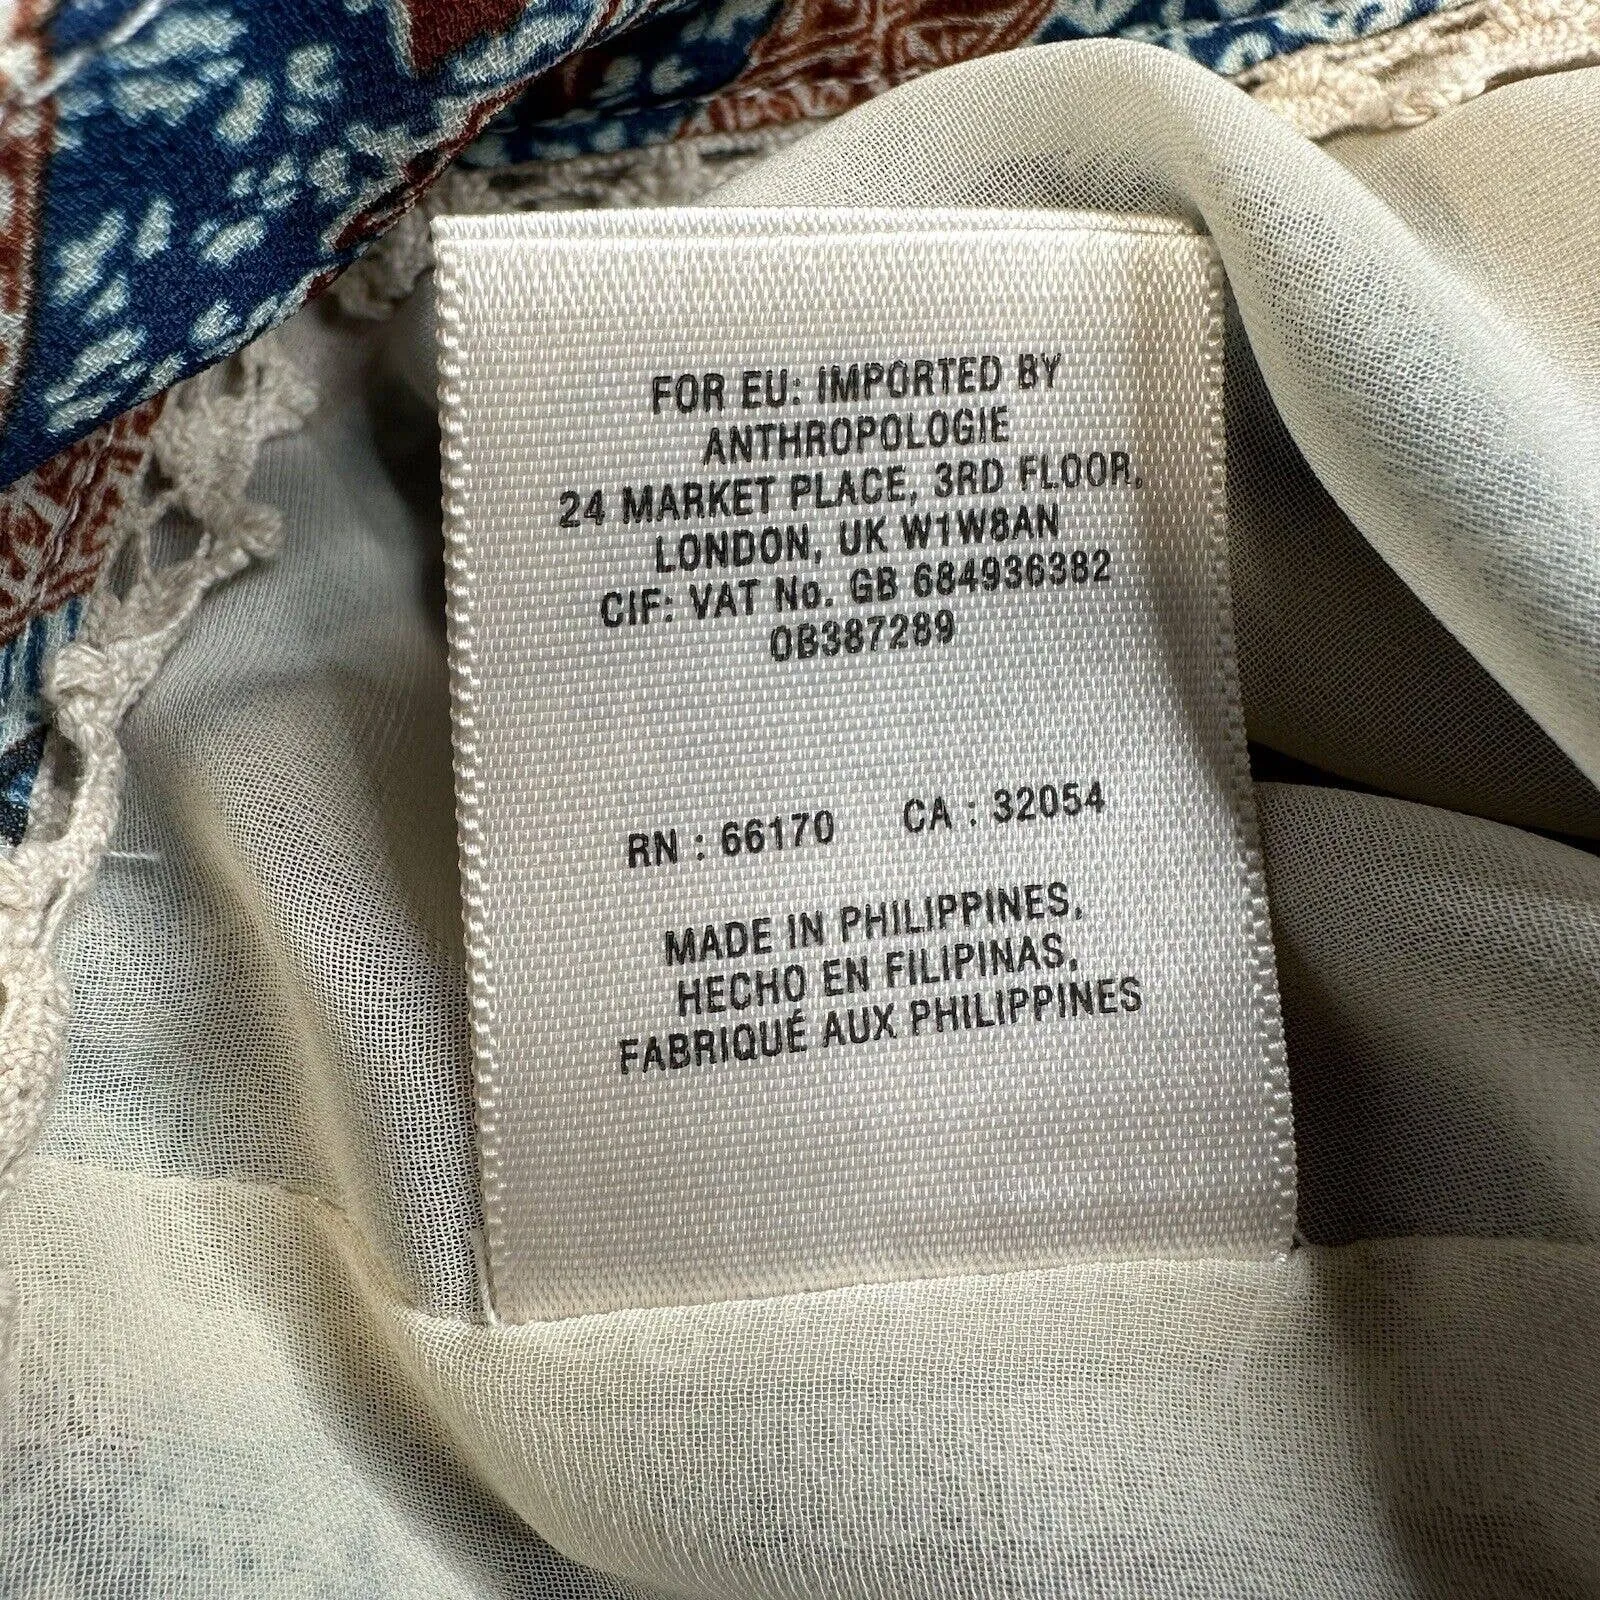 FOR EU: IMPORTED BY
ANTHROPOLOGIE
24 MARKET PLACE, 3RD FLOOR,
LONDON, UK W1W8AN
CIF: VAT No. GB 684936382
0B387289
RN : 66170 CA : 32054
MADE IN PHILIPPINES,
HECHO EN FILIPINAS,
FABRIQUÉ AUX PHILIPPINES